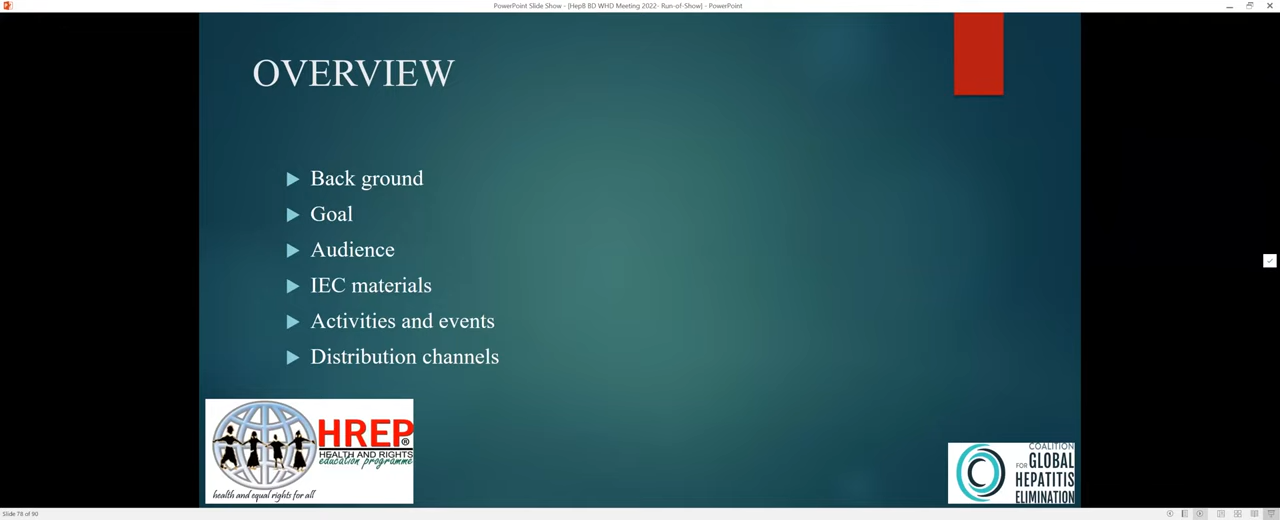 PowerPoint Slide Show - [HepB BD WHD Meeting 2022- Run-of-Show] - PowerPoint
OVERVIEW
Back ground
Goal
Audience
IEC materials
Activities and events
Distribution channels
HREP®
HEALTH AND RIGHTS
education programme
health and equal rights for all
COALITION
FOR GLOBAL
HEPATITIS
ELIMINATION
Slide 78 of 90